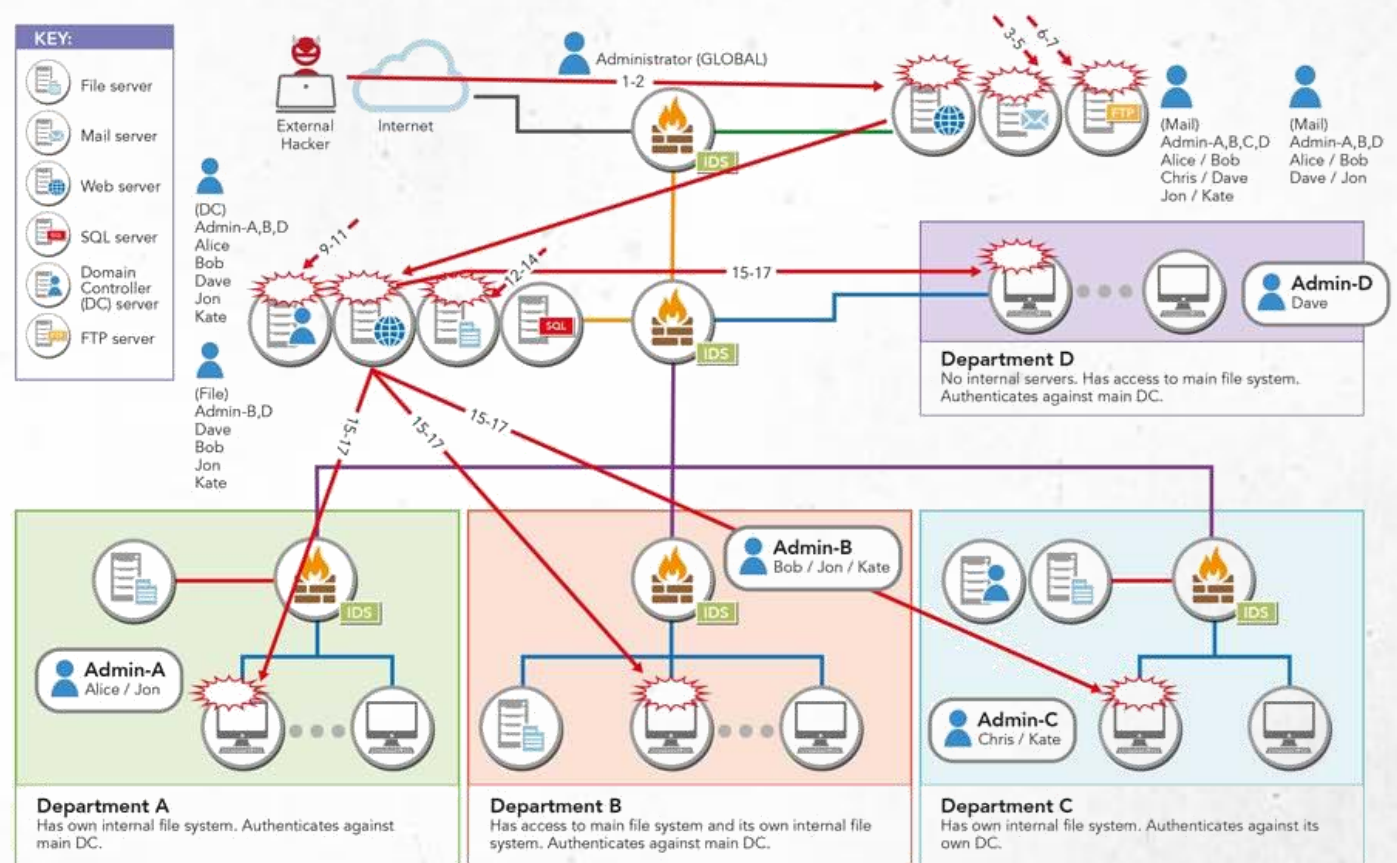 KEY:
File server
Mail server
Web server
SQL
SQL server
Domain
Controller
(DC) server
FTP
FTP server
External
Hacker
Internet
Administrator (GLOBAL)
1-2
3-5
6-7
FTP
(Mail)
Admin-A,B,C,D
Alice / Bob
Chris / Dave
Jon / Kate
(Mail)
Admin-A,B,D
Alice / Bob
Dave / Jon
IDS
(DC)
Admin-A,B,D
Alice
Bob
Dave
Jon
Kate
9-11
12-14
15-17
SQL
IDS
(File)
Admin-B,D
Dave
Bob
Jon
Kate
Admin-D
Dave
Department D
No internal servers. Has access to main file system.
Authenticates against main DC.
15-17
15-17
15-17
IDS
Admin-A
Alice / Jon
Department A
Has own internal file system. Authenticates against
main DC.
IDS
Admin-B
Bob / Jon / Kate
Department B
Has access to main file system and its own internal file
system. Authenticates against main DC.
IDS
Admin-C
Chris / Kate
Department C
Has own internal file system. Authenticates against its
own DC.